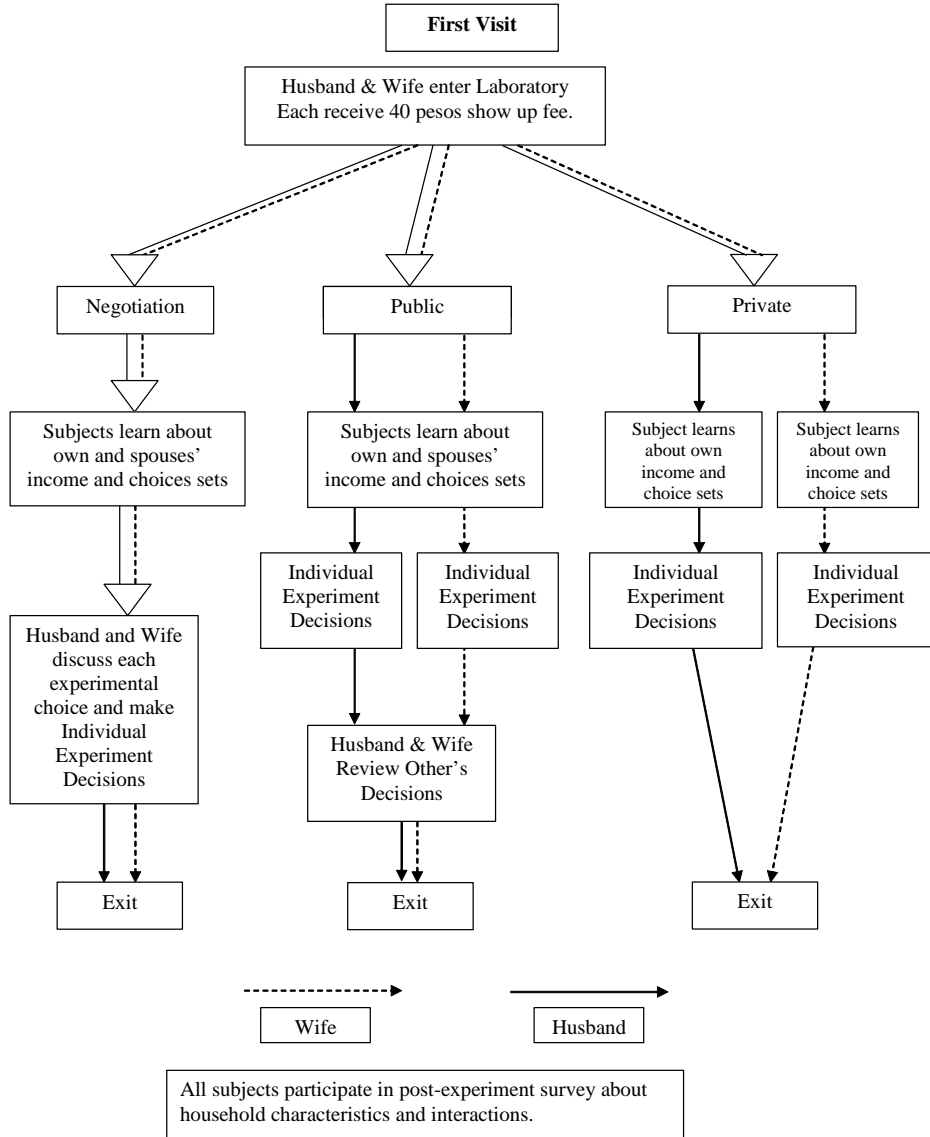 First Visit
Husband & Wife enter Laboratory
Each receive 40 pesos show up fee.
Negotiation
Public
Private
Subjects learn about
own and spouses'
income and choices sets
Subjects learn about
own and spouses'
income and choices sets
Subject learns
about own
income and
choice sets
Subject learns
about own
income and
choice sets
Husband and Wife
discuss each
experimental
choice and make
Individual
Experiment
Decisions
Individual
Experiment
Decisions
Individual
Experiment
Decisions
Individual
Experiment
Decisions
Individual
Experiment
Decisions
Husband & Wife
Review Other's
Decisions
Exit
Exit
Exit
Wife
Husband
All subjects participate in post-experiment survey about
household characteristics and interactions.